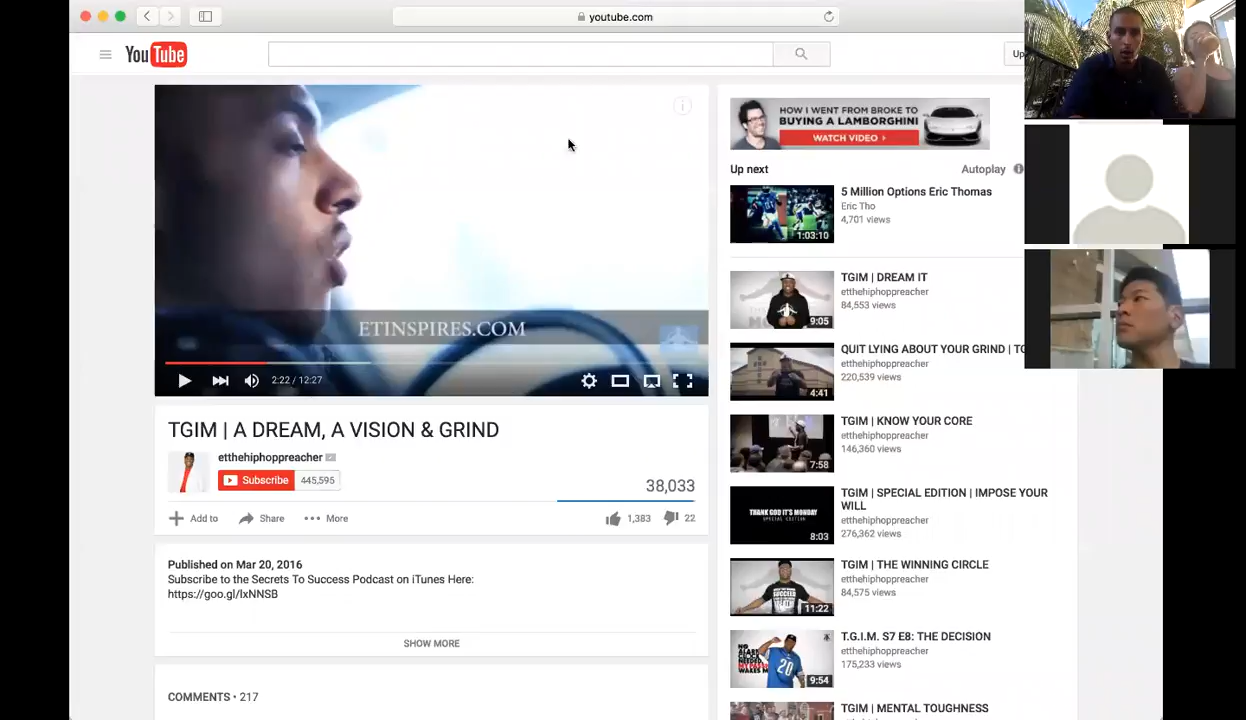 youtube.com
YouTube
Up
ETINSPIRES.COM
2:22 / 12:27
TGIM | A DREAM, A VISION & GRIND
etthehiphoppreacher
Subscribe 445,595
38,033
Add to Share More 1,383 22
Published on Mar 20, 2016
Subscribe to the Secrets To Success Podcast on iTunes Here:
https://goo.gl/IxNNSB
SHOW MORE
COMMENTS • 217
HOW I WENT FROM BROKE TO
BUYING A LAMBORGHINI
WATCH VIDEO
Up next Autoplay
5 Million Options Eric Thomas
Eric Tho
4,701 views
1:03:10
TGIM | DREAM IT
etthehiphoppreacher
84,553 views
9:05
QUIT LYING ABOUT YOUR GRIND | TG
etthehiphoppreacher
220,539 views
4:41
TGIM | KNOW YOUR CORE
etthehiphoppreacher
146,360 views
7:58
TGIM | SPECIAL EDITION | IMPOSE YOUR
WILL
etthehiphoppreacher
276,362 views
THANK GOD IT'S MONDAY
SPECIAL EDITION
8:03
TGIM | THE WINNING CIRCLE
etthehiphoppreacher
84,575 views
11:22
T.G.I.M. S7 E8: THE DECISION
etthehiphoppreacher
175,233 views
20
9:54
TGIM | MENTAL TOUGHNESS